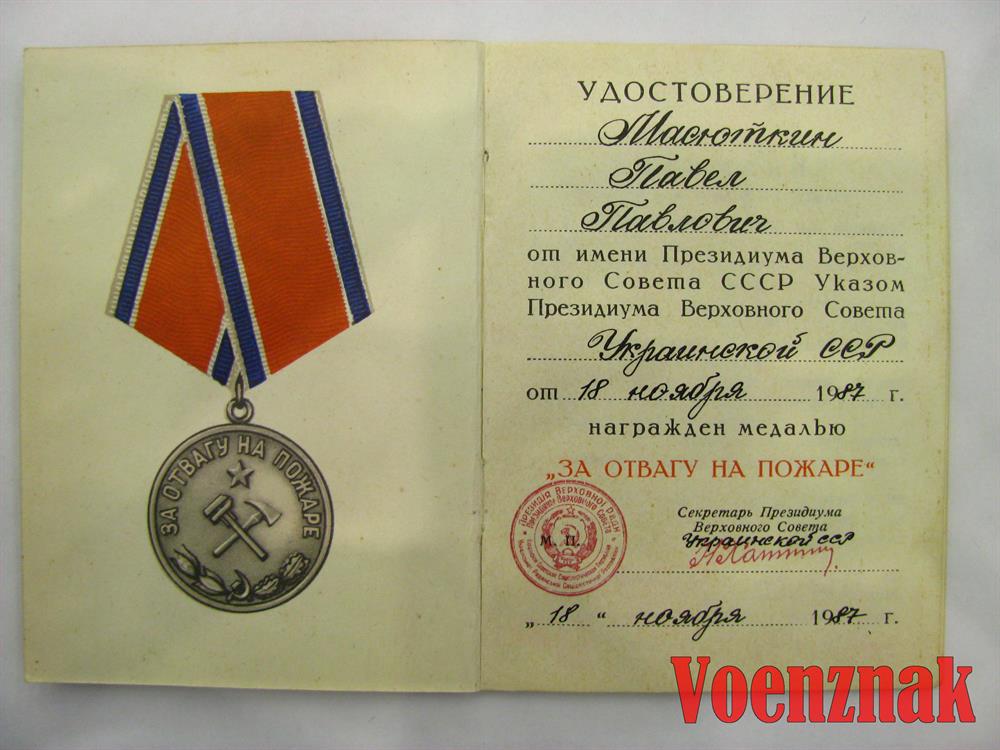 ЗА ОТВАГУ НА ПОЖАРЕ
УДОСТОВЕРЕНИЕ
Масюткин
Павел
Павлович
от имени Президиума Верхов-
ного Совета СССР Указом
Президиума Верховного Совета
Украинской ССР
от 18 ноября 1987 г.
награжден медалью
„ЗА ОТВАГУ НА ПОЖАРЕ“
Секретарь Президиума
Верховного Совета
Украинской ССР
М. П.
„ 18 “ ноября 1987 г.
Voenznak